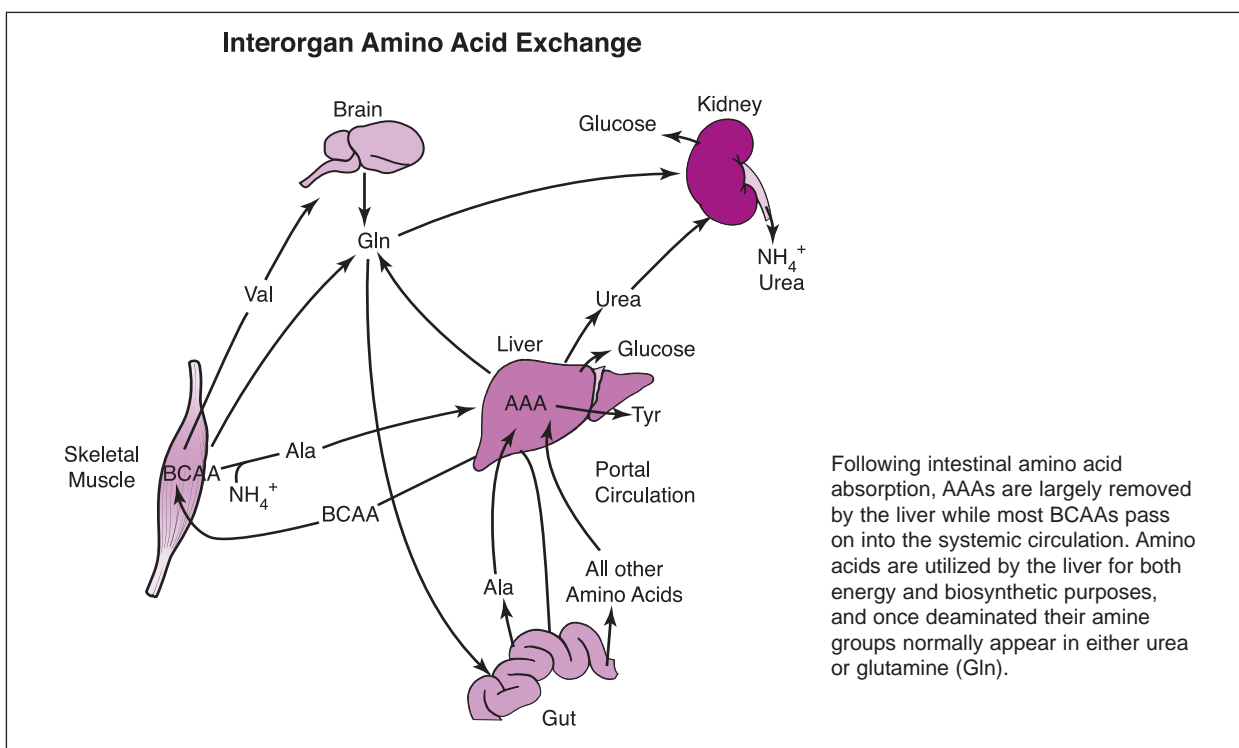 Interorgan Amino Acid Exchange
Brain
Kidney
Glucose
Gln
NH4+
Urea
Val
Urea
Liver
Glucose
AAA
Tyr
Skeletal
Muscle
BCAA
Ala
NH4+
Portal
Circulation
BCAA
Ala
All other
Amino Acids
Gut
Following intestinal amino acid
absorption, AAAs are largely removed
by the liver while most BCAAs pass
on into the systemic circulation. Amino
acids are utilized by the liver for both
energy and biosynthetic purposes,
and once deaminated their amine
groups normally appear in either urea
or glutamine (Gln).